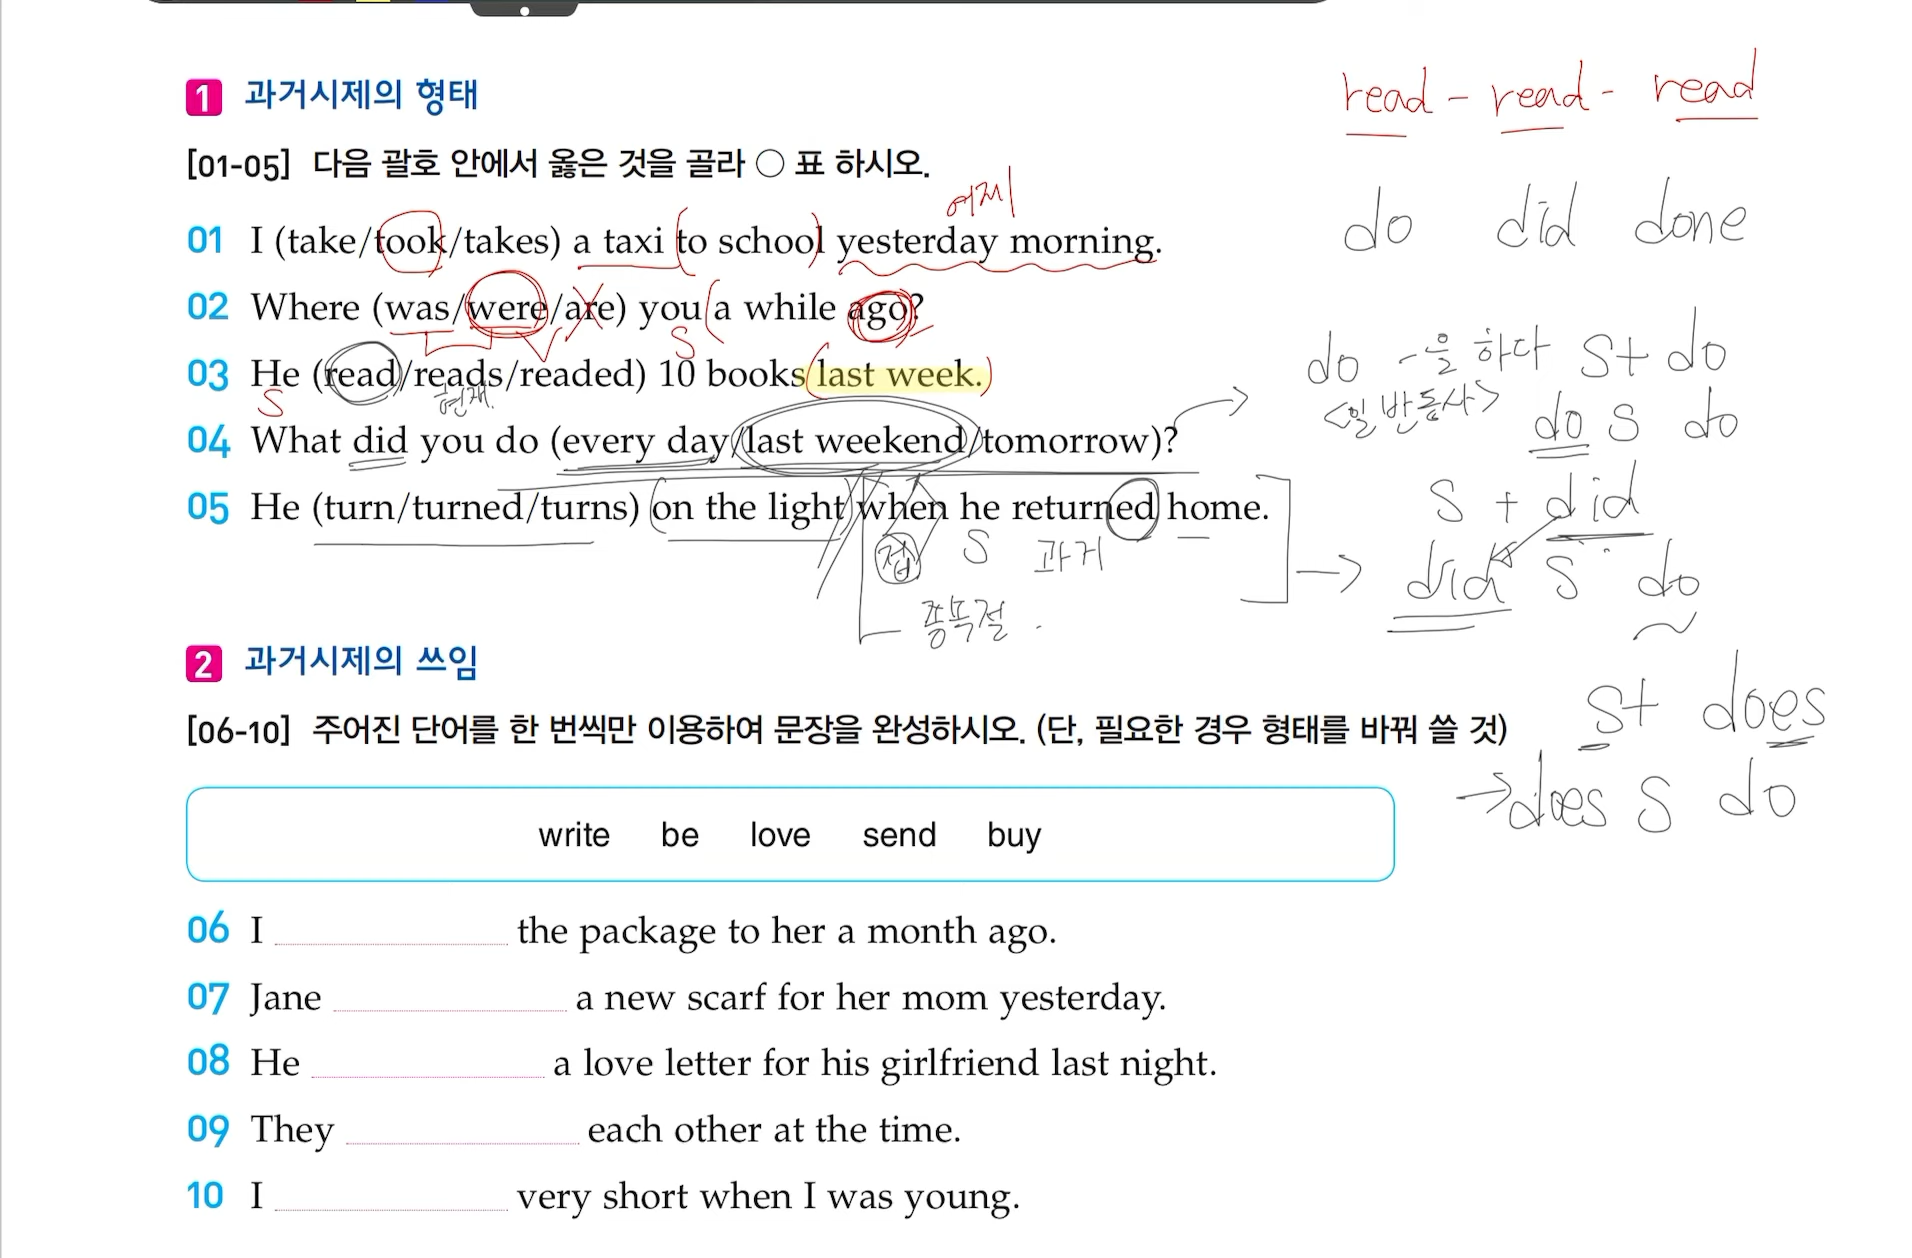 1 과거시제의 형태
read - read - read
[01-05] 다음 괄호 안에서 옳은 것을 골라 ○ 표 하시오.
어제
do did done
01 I (take/took/takes) a taxi to school yesterday morning.
02 Where (was/were/are) you a while ago?
S
do -을 하다 S+ do
03 He (read/reads/readed) 10 books last week.
S 현재
<일반동사> do S do
04 What did you do (every day/last weekend/tomorrow)?
S + did
05 He (turn/turned/turns) on the light when he returned home.
접 S 과거
→ did S do
종속절.
2 과거시제의 쓰임
S+ does
[06-10] 주어진 단어를 한 번씩만 이용하여 문장을 완성하시오. (단, 필요한 경우 형태를 바꿔 쓸 것)
→ does S do
write be love send buy
06 I the package to her a month ago.
07 Jane a new scarf for her mom yesterday.
08 He a love letter for his girlfriend last night.
09 They each other at the time.
10 I very short when I was young.